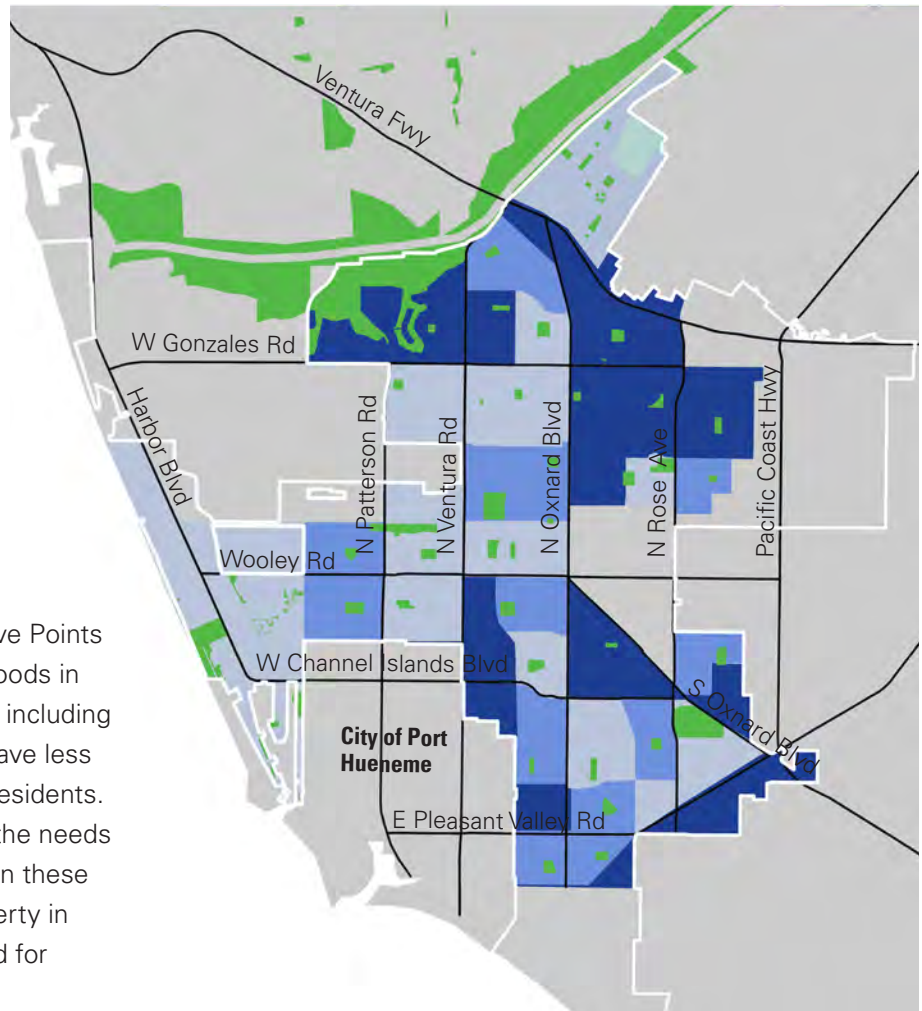 Ventura Fwy
W Gonzales Rd
Harbor Blvd
N Patterson Rd
N Ventura Rd
N Oxnard Blvd
N Rose Ave
Pacific Coast Hwy
Wooley Rd
W Channel Islands Blvd
S Oxnard Blvd
City of Port
Hueneme
E Pleasant Valley Rd
ve Points
oods in
including
ave less
esidents.
the needs
n these
erty in
d for